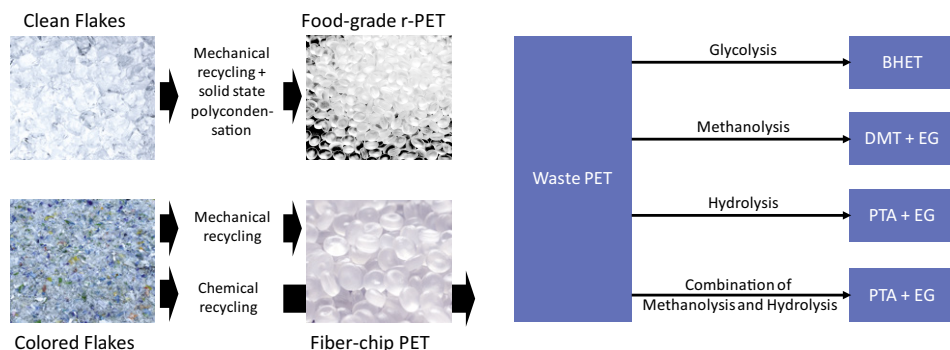 Clean Flakes
Mechanical
recycling +
solid state
polyconden-
sation
Food-grade r-PET
Mechanical
recycling
Chemical
recycling
Colored Flakes
Fiber-chip PET
Waste PET
Glycolysis
BHET
Methanolysis
DMT + EG
Hydrolysis
PTA + EG
Combination of
Methanolysis and Hydrolysis
PTA + EG